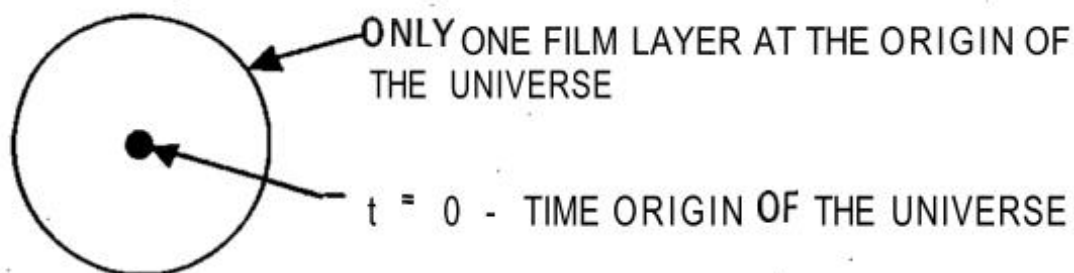 ONLY ONE FILM LAYER AT THE ORIGIN OF
THE UNIVERSE
t = 0 - TIME ORIGIN OF THE UNIVERSE